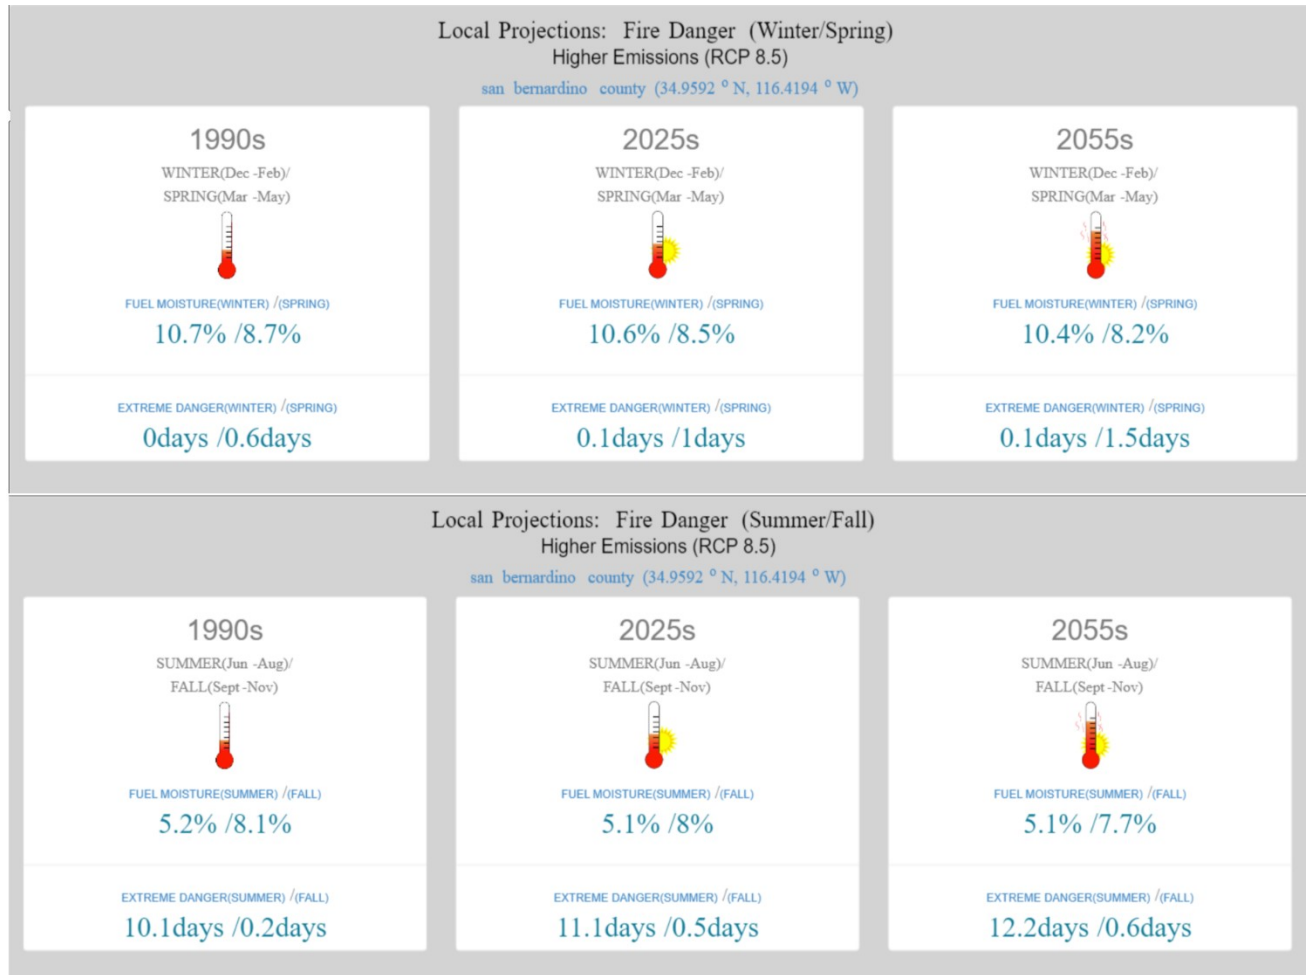 Local Projections: Fire Danger (Winter/Spring)
Higher Emissions (RCP 8.5)
san bernardino county (34.9592 ° N, 116.4194 ° W)
1990s
WINTER(Dec -Feb)/
SPRING(Mar -May)
FUEL MOISTURE(WINTER) /(SPRING)
10.7% /8.7%
EXTREME DANGER(WINTER) /(SPRING)
0days /0.6days
2025s
WINTER(Dec -Feb)/
SPRING(Mar -May)
FUEL MOISTURE(WINTER) /(SPRING)
10.6% /8.5%
EXTREME DANGER(WINTER) /(SPRING)
0.1days /1days
2055s
WINTER(Dec -Feb)/
SPRING(Mar -May)
FUEL MOISTURE(WINTER) /(SPRING)
10.4% /8.2%
EXTREME DANGER(WINTER) /(SPRING)
0.1days /1.5days
Local Projections: Fire Danger (Summer/Fall)
Higher Emissions (RCP 8.5)
san bernardino county (34.9592 ° N, 116.4194 ° W)
1990s
SUMMER(Jun -Aug)/
FALL(Sept -Nov)
FUEL MOISTURE(SUMMER) /(FALL)
5.2% /8.1%
EXTREME DANGER(SUMMER) /(FALL)
10.1days /0.2days
2025s
SUMMER(Jun -Aug)/
FALL(Sept -Nov)
FUEL MOISTURE(SUMMER) /(FALL)
5.1% /8%
EXTREME DANGER(SUMMER) /(FALL)
11.1days /0.5days
2055s
SUMMER(Jun -Aug)/
FALL(Sept -Nov)
FUEL MOISTURE(SUMMER) /(FALL)
5.1% /7.7%
EXTREME DANGER(SUMMER) /(FALL)
12.2days /0.6days